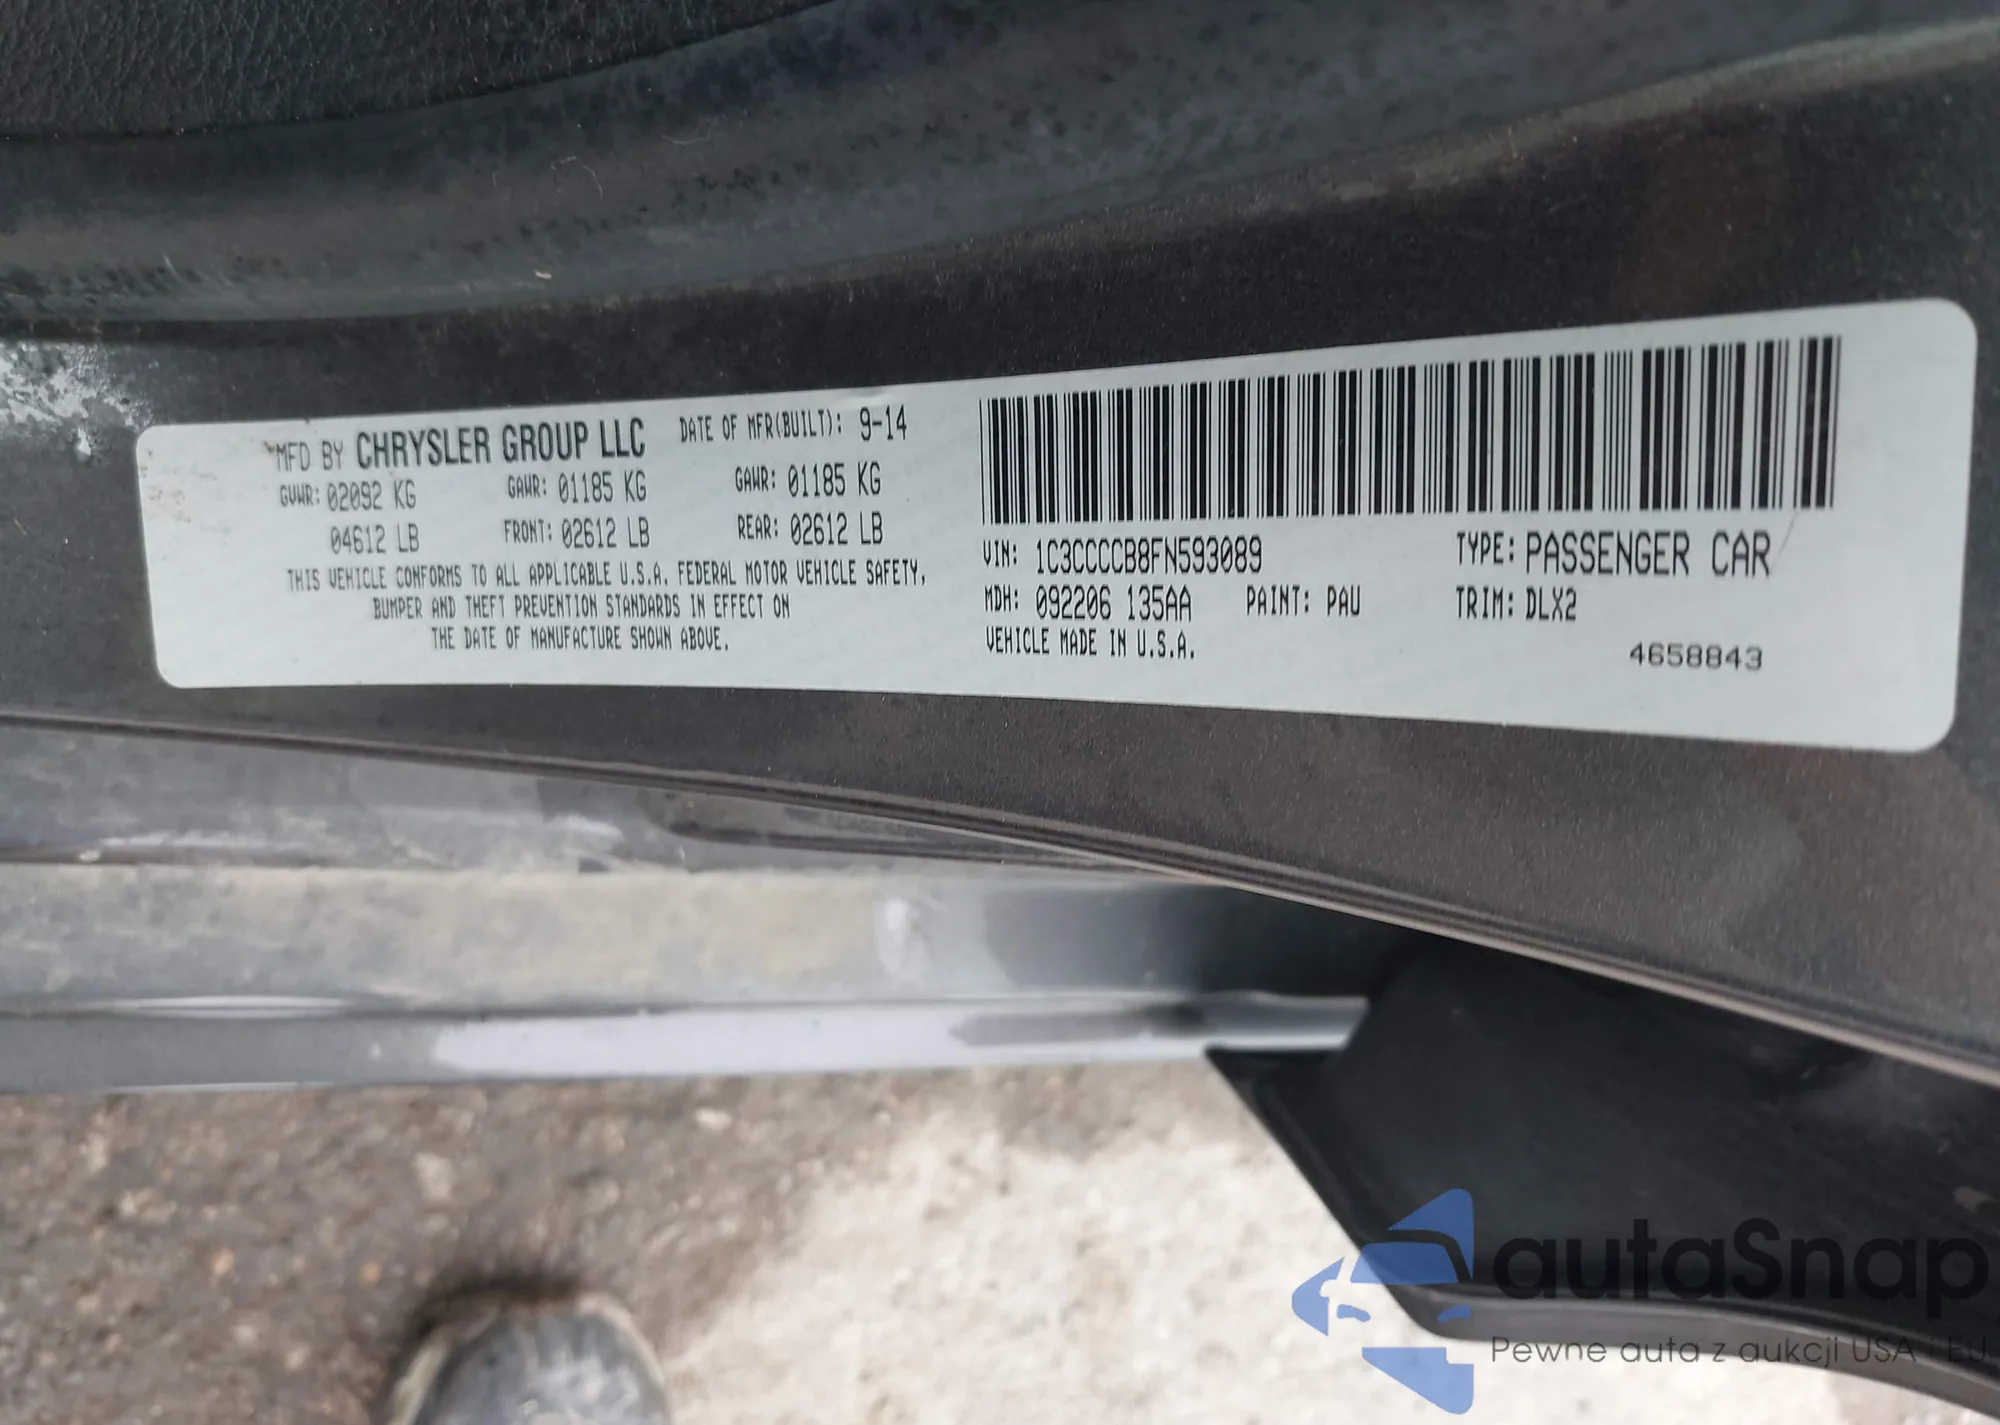 MFD BY CHRYSLER GROUP LLC DATE OF MFR(BUILT): 9-14
GVWR: 02092 KG GAWR: 01185 KG GAWR: 01185 KG
04612 LB FRONT: 02612 LB REAR: 02612 LB
THIS VEHICLE CONFORMS TO ALL APPLICABLE U.S.A. FEDERAL MOTOR VEHICLE SAFETY,
BUMPER AND THEFT PREVENTION STANDARDS IN EFFECT ON
THE DATE OF MANUFACTURE SHOWN ABOVE.
VIN: 1C3CCCCB8FN593089 TYPE: PASSENGER CAR
MDH: 092206 135AA PAINT: PAU TRIM: DLX2
VEHICLE MADE IN U.S.A.
4658843
autaSnap
Pewne auta z aukcji USA i EU